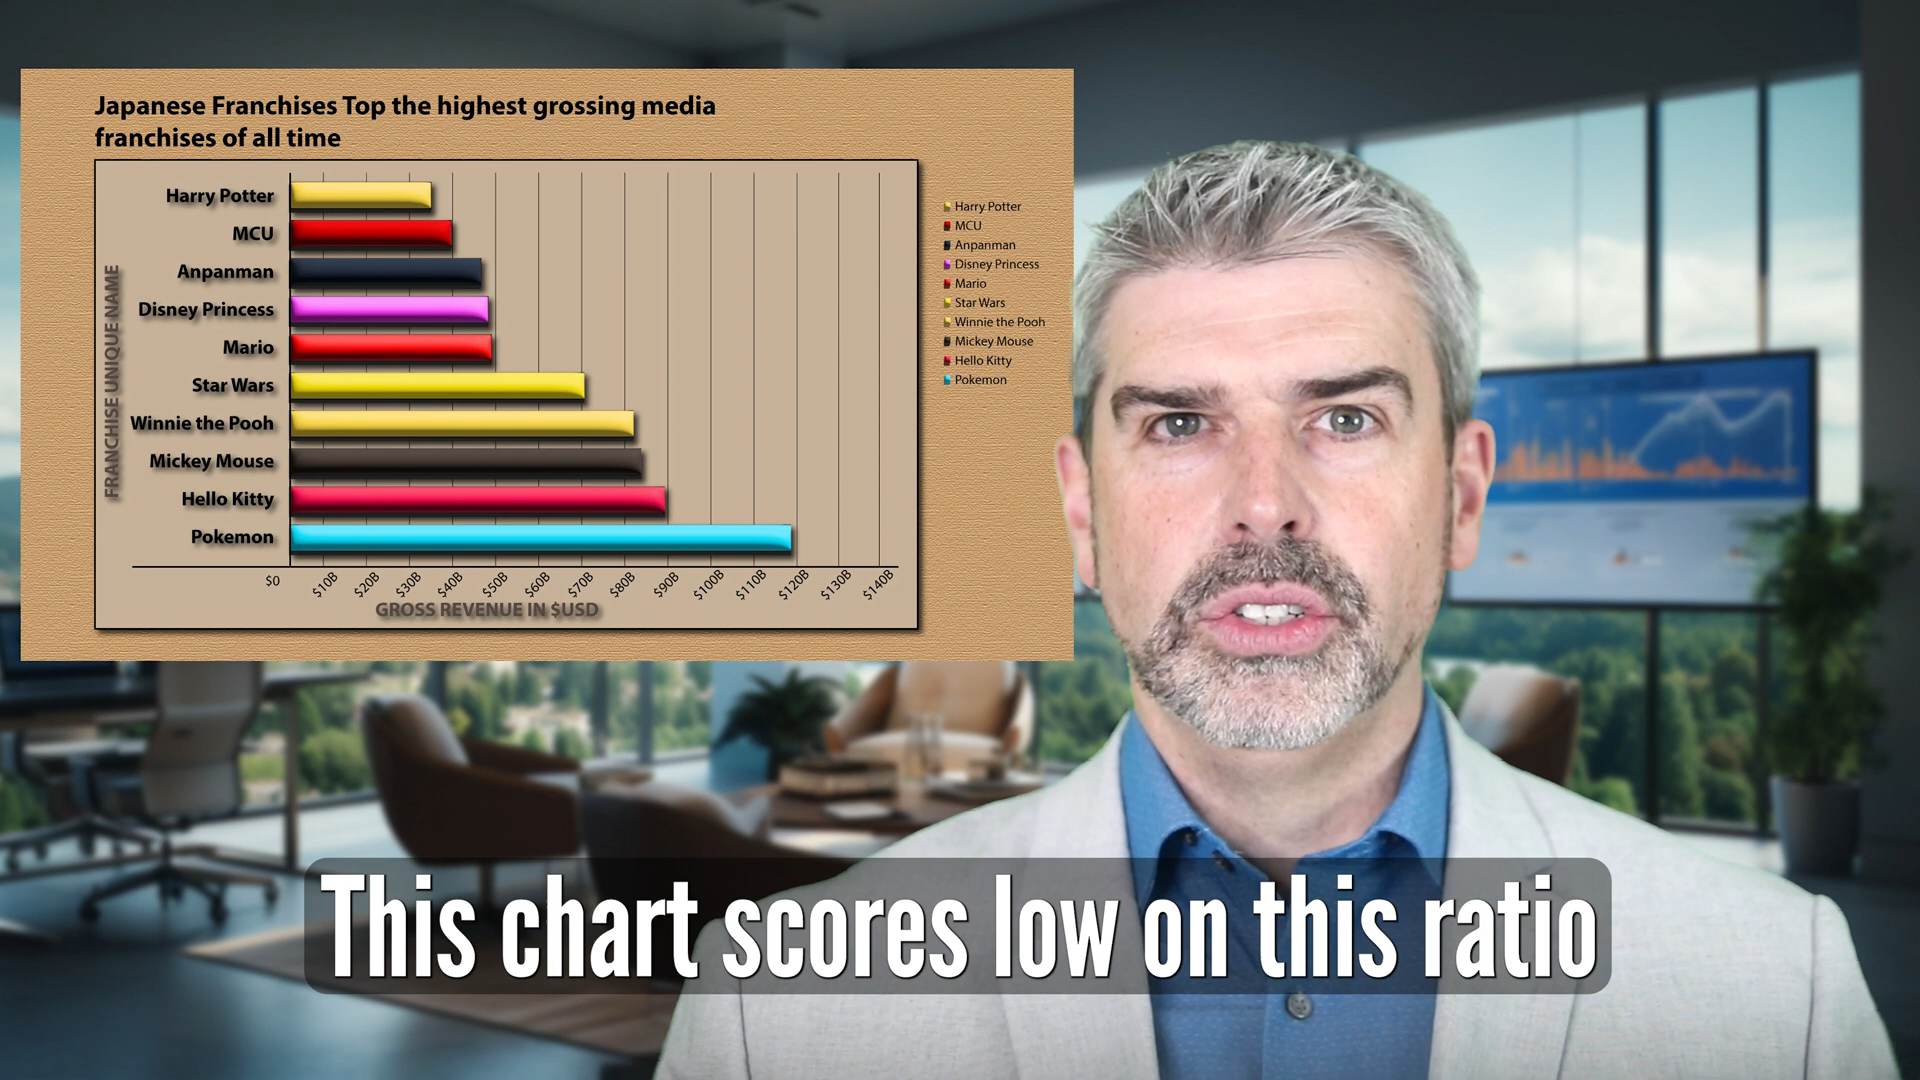 Japanese Franchises Top the highest grossing media
franchises of all time
FRANCHISE UNIQUE NAME
Harry Potter
MCU
Anpanman
Disney Princess
Mario
Star Wars
Winnie the Pooh
Mickey Mouse
Hello Kitty
Pokemon
$0 $10B $20B $30B $40B $50B $60B $70B $80B $90B $100B $110B $120B $130B $140B
GROSS REVENUE IN $USD
Harry Potter
MCU
Anpanman
Disney Princess
Mario
Star Wars
Winnie the Pooh
Mickey Mouse
Hello Kitty
Pokemon
This chart scores low on this ratio